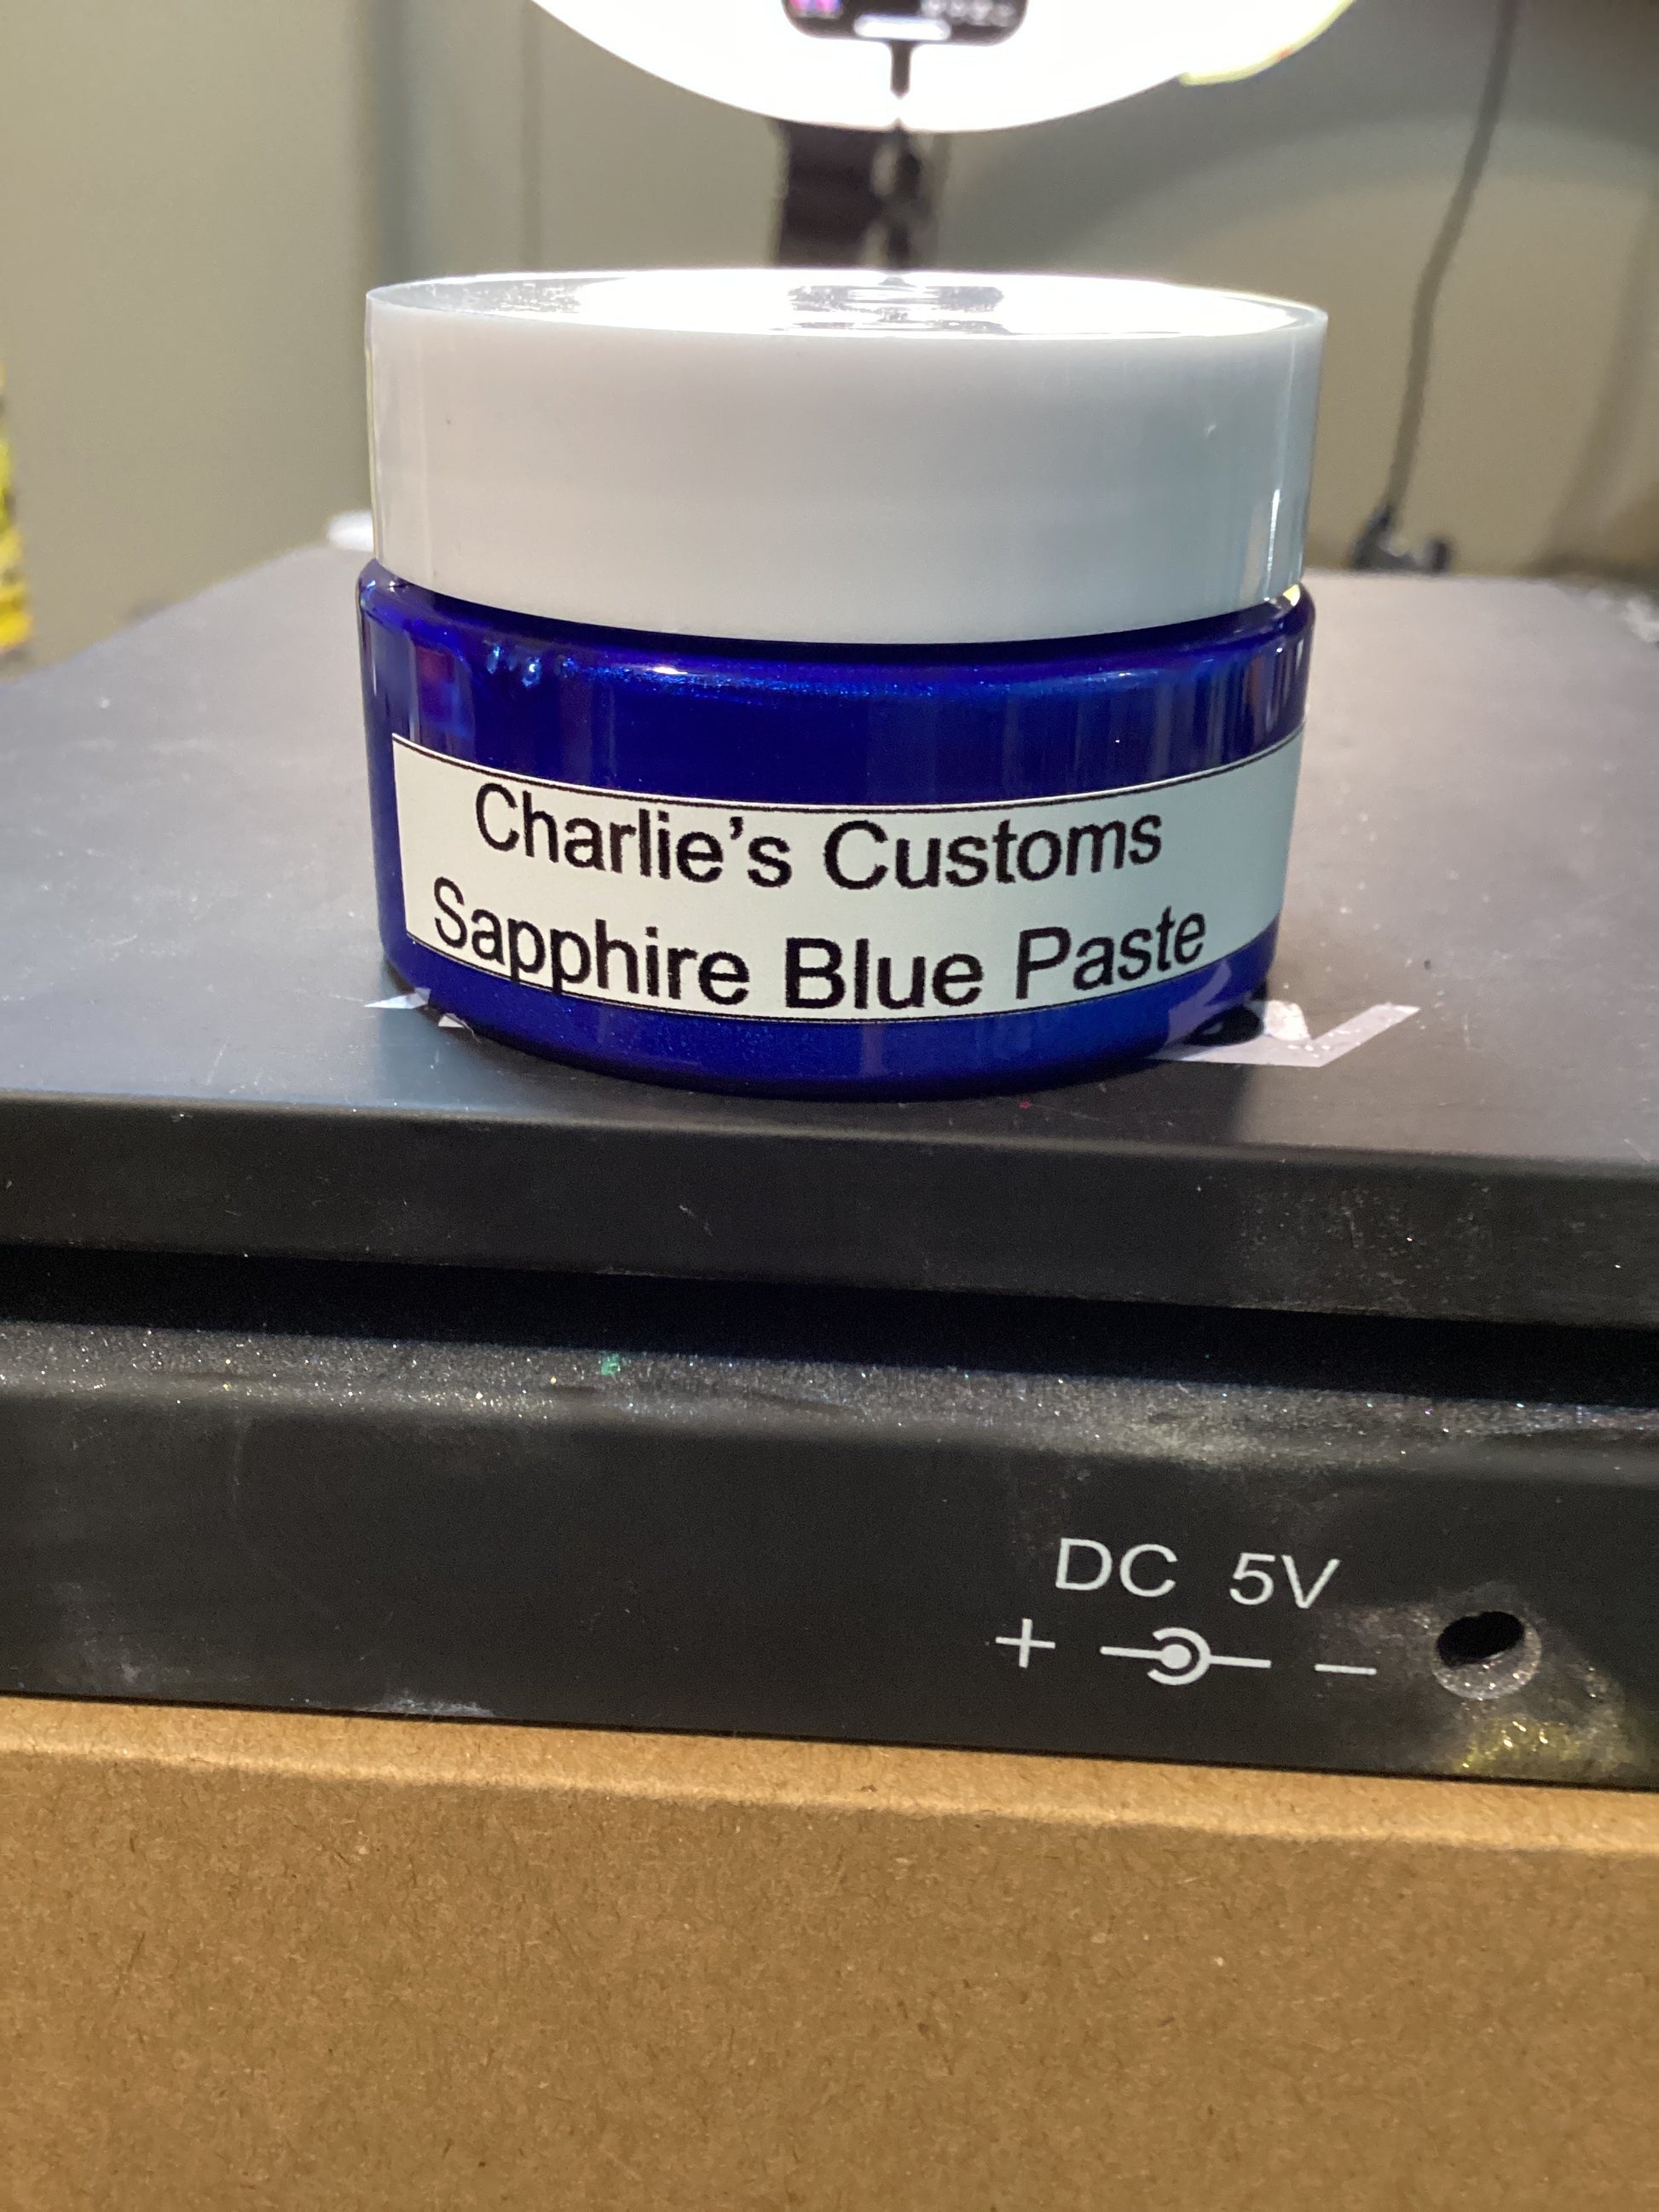 Charlie’s Customs
Sapphire Blue Paste
DC 5V
+ −